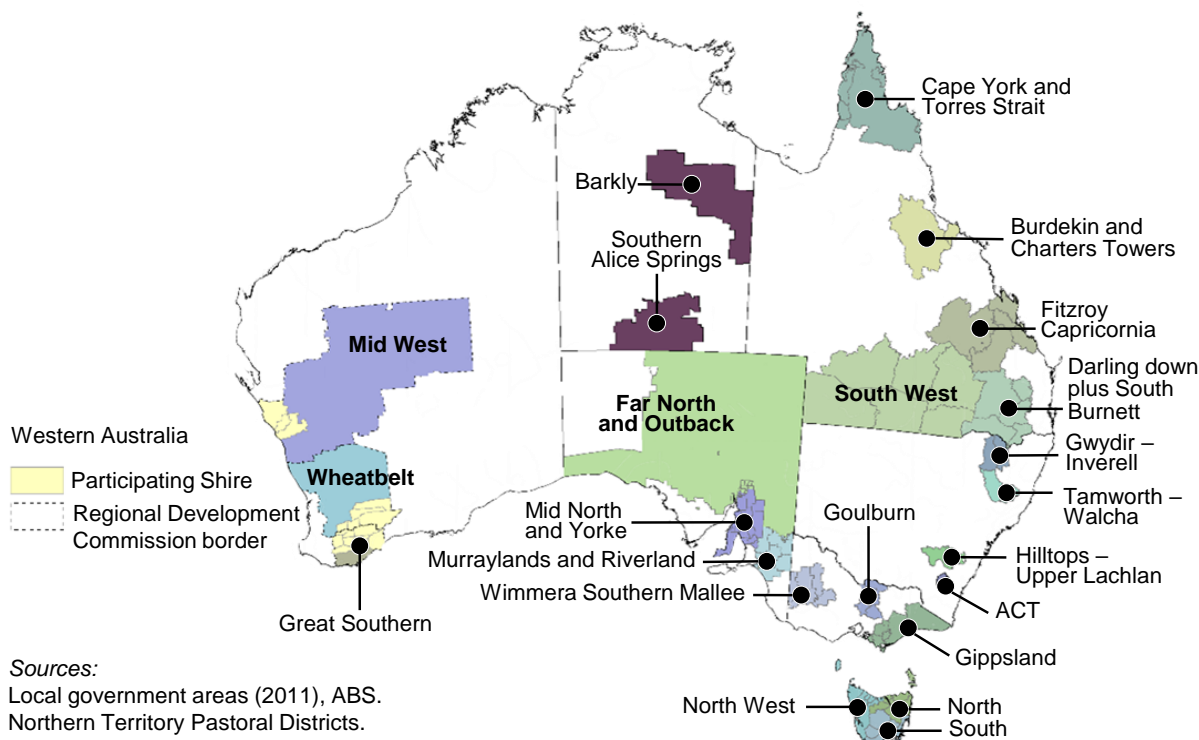 Cape York and
Torres Strait
Barkly
Burdekin and
Charters Towers
Southern
Alice Springs
Fitzroy
Capricornia
Mid West
Darling down
plus South
Burnett
South West
Far North
and Outback
Western Australia
Gwydir –
Inverell
Participating Shire
Wheatbelt
Tamworth –
Walcha
Regional Development
Commission border
Mid North
and Yorke
Goulburn
Murraylands and Riverland
Hilltops –
Upper Lachlan
Wimmera Southern Mallee
ACT
Great Southern
Gippsland
Sources:
Local government areas (2011), ABS.
Northern Territory Pastoral Districts.
North West
North
South